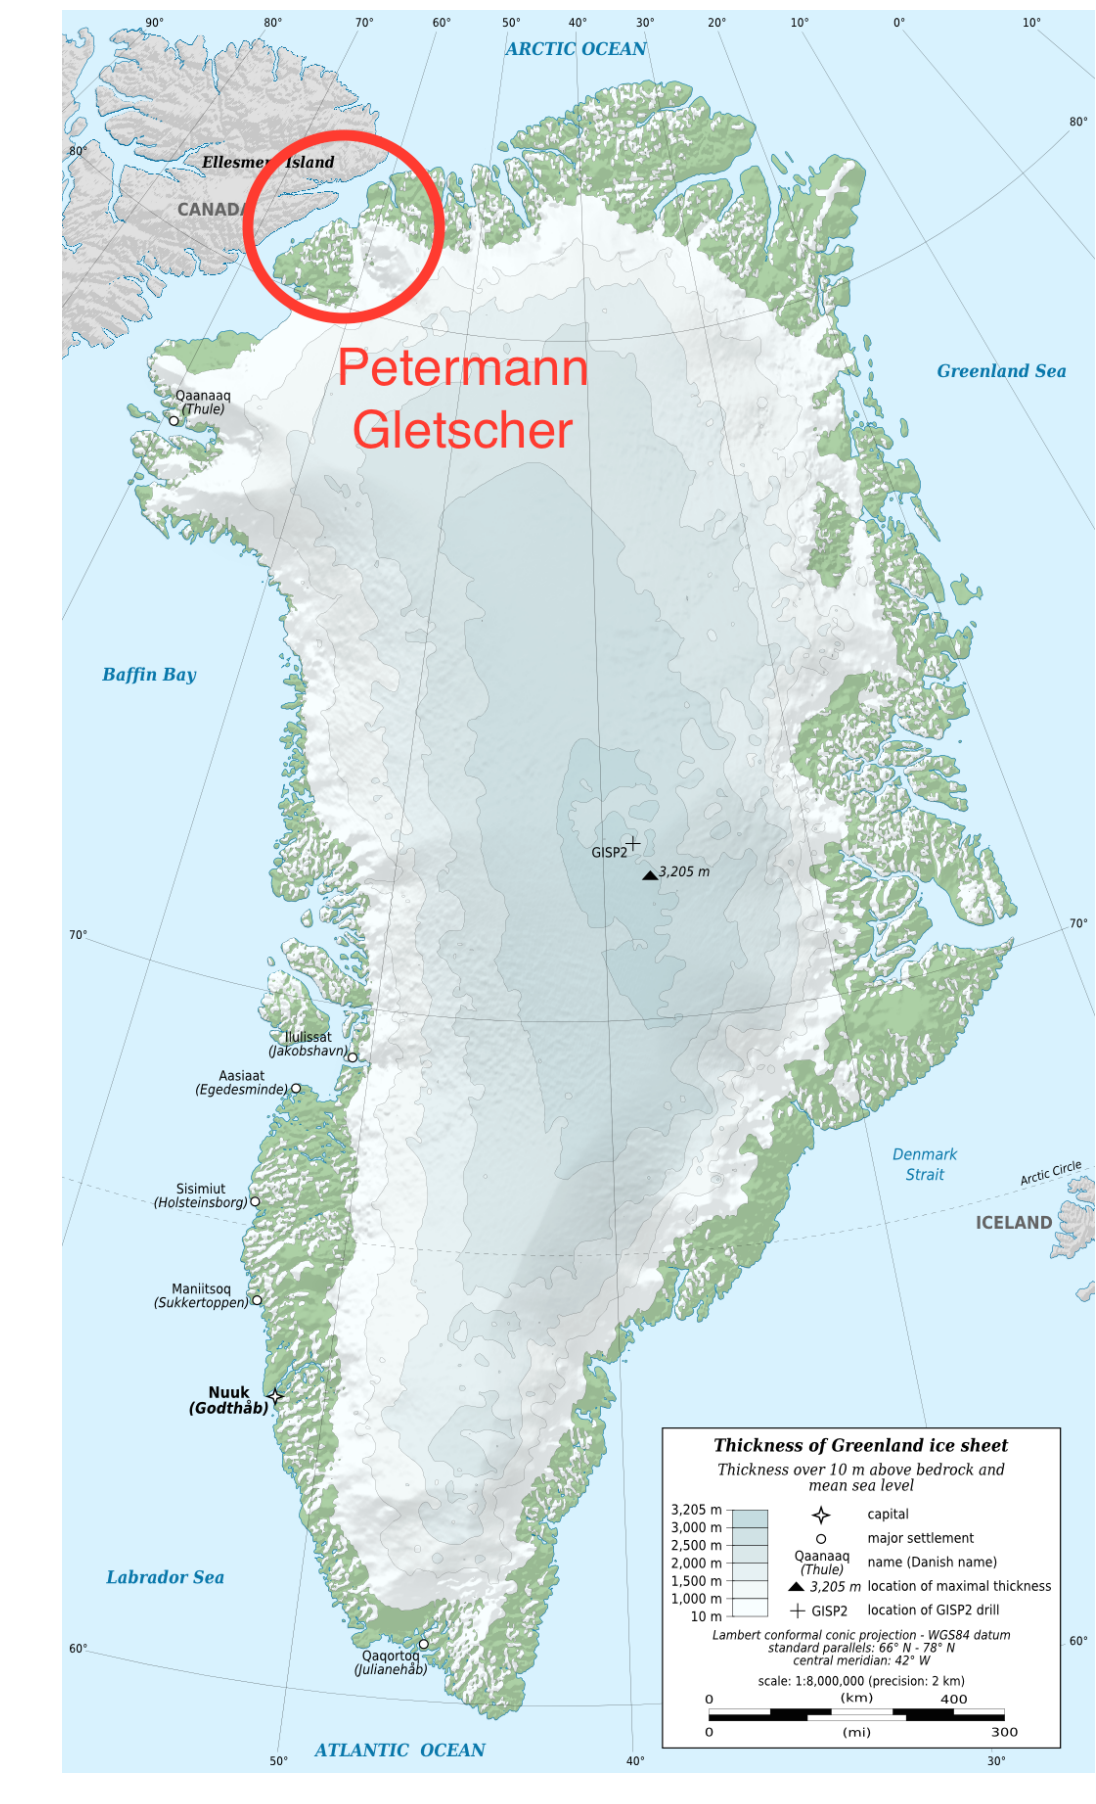 90°
80°
70°
60°
50°
40°
30°
20°
10°
0°
10°
ARCTIC OCEAN
80°
80°
Ellesmere Island
CANADA
Petermann
Gletscher
Greenland Sea
Qaanaaq
(Thule)
Baffin Bay
GISP2
3,205 m
70°
70°
Ilulissat
(Jakobshavn)
Aasiaat
(Egedesminde)
Denmark
Strait
Arctic Circle
Sisimiut
(Holsteinsborg)
ICELAND
Maniitsoq
(Sukkertoppen)
Nuuk
(Godthåb)
Labrador Sea
60°
60°
Qaqortoq
(Julianehåb)
ATLANTIC OCEAN
50°
40°
30°
Thickness of Greenland ice sheet
Thickness over 10 m above bedrock and
mean sea level
3,205 m
3,000 m
2,500 m
2,000 m
1,500 m
1,000 m
10 m
capital
major settlement
Qaanaaq
(Thule)
name (Danish name)
3,205 m location of maximal thickness
GISP2 location of GISP2 drill
Lambert conformal conic projection - WGS84 datum
standard parallels: 66° N - 78° N
central meridian: 42° W
scale: 1:8,000,000 (precision: 2 km)
0 (km) 400
0 (mi) 300